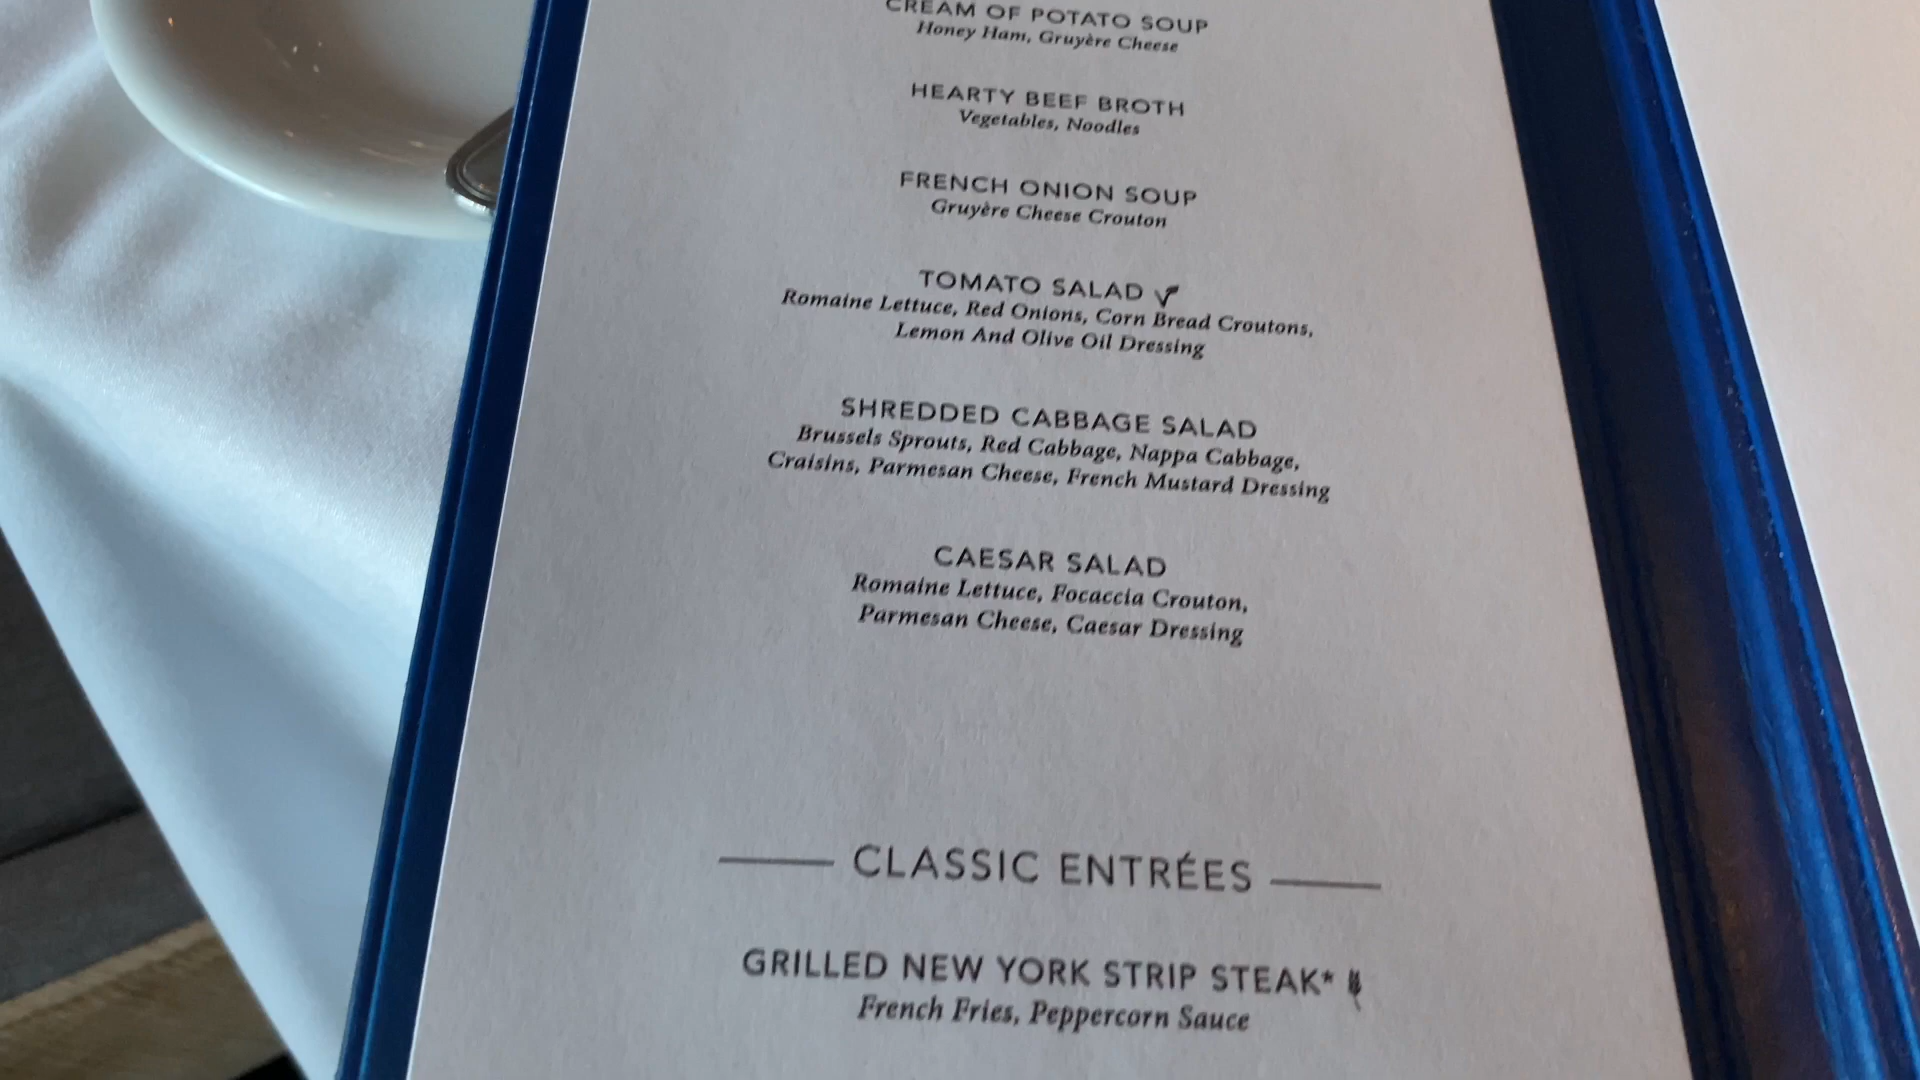 CREAM OF POTATO SOUP
Honey Ham, Gruyère Cheese
HEARTY BEEF BROTH
Vegetables, Noodles
FRENCH ONION SOUP
Gruyère Cheese Crouton
TOMATO SALAD
Romaine Lettuce, Red Onions, Corn Bread Croutons,
Lemon And Olive Oil Dressing
SHREDDED CABBAGE SALAD
Brussels Sprouts, Red Cabbage, Nappa Cabbage,
Craisins, Parmesan Cheese, French Mustard Dressing
CAESAR SALAD
Romaine Lettuce, Focaccia Crouton,
Parmesan Cheese, Caesar Dressing
CLASSIC ENTRÉES
GRILLED NEW YORK STRIP STEAK*
French Fries, Peppercorn Sauce